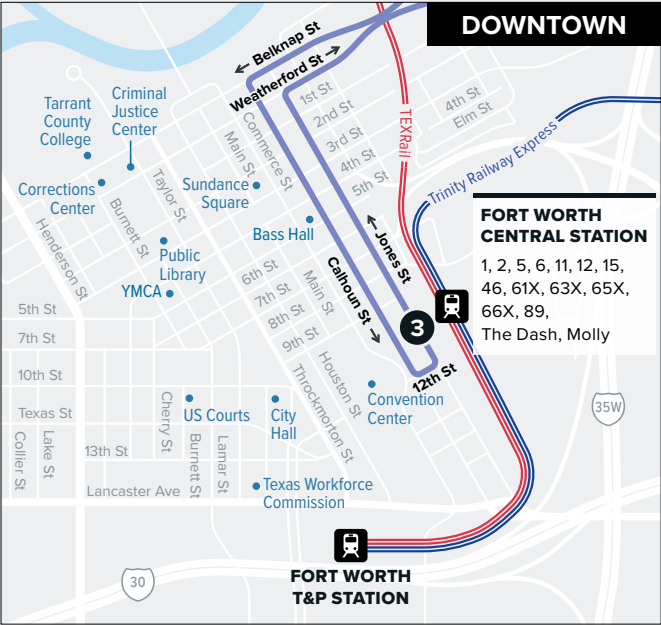 DOWNTOWN
Belknap St
Weatherford St
1st St
2nd St
3rd St
4th St
5th St
4th St
Elm St
TEXRail
Trinity Railway Express
Criminal
Justice
Center
Tarrant
County
College
Corrections
Center
Commerce St
Main St
Taylor St
Burnett St
Henderson St
Sundance
Square
Bass Hall
Public
Library
YMCA
Jones St
Calhoun St
FORT WORTH
CENTRAL STATION
1, 2, 5, 6, 11, 12, 15,
46, 61X, 63X, 65X,
66X, 89,
The Dash, Molly
6th St
7th St
8th St
9th St
Main St
Houston St
Throckmorton St
3
12th St
5th St
7th St
10th St
Texas St
13th St
Lancaster Ave
Collier St
Lake St
Cherry St
Burnett St
Lamar St
US Courts
City
Hall
Convention
Center
Texas Workforce
Commission
35W
30
FORT WORTH
T&P STATION